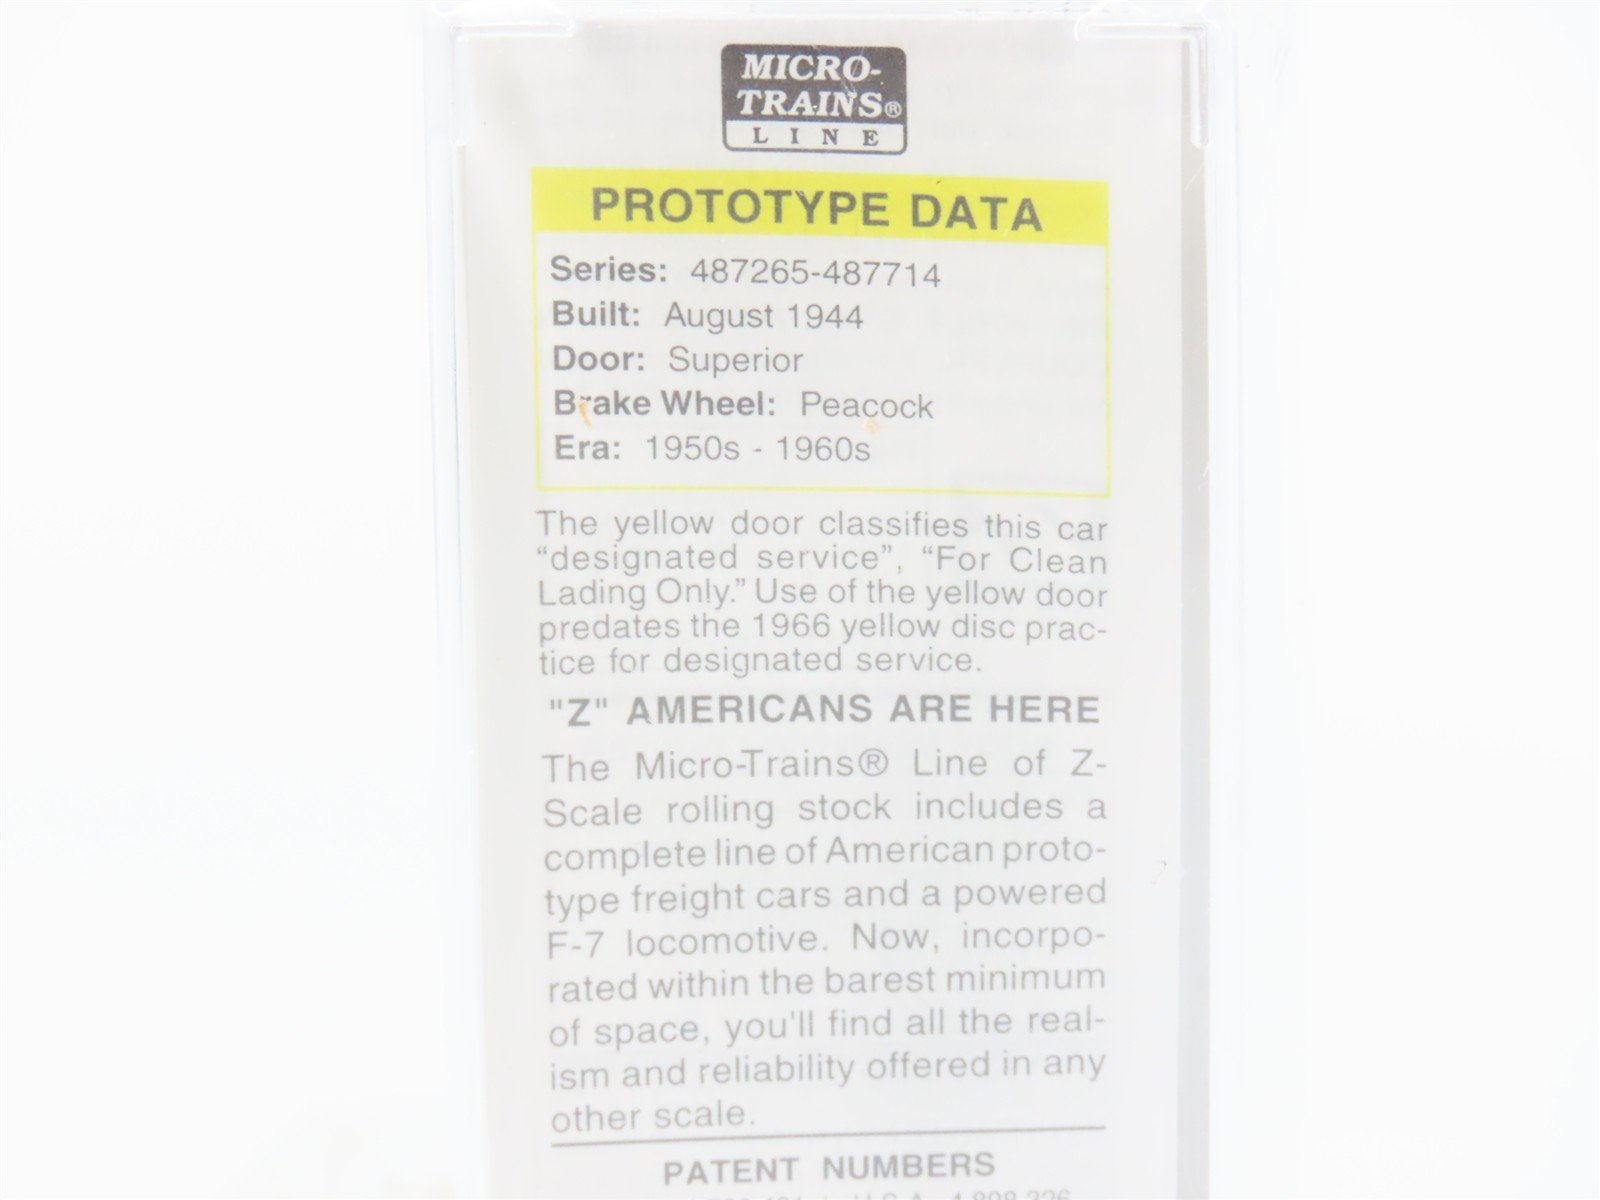 MICRO-
TRAINS®
LINE
PROTOTYPE DATA
Series: 487265-487714
Built: August 1944
Door: Superior
Brake Wheel: Peacock
Era: 1950s - 1960s
The yellow door classifies this car
“designated service”, “For Clean
Lading Only.” Use of the yellow door
predates the 1966 yellow disc prac-
tice for designated service.
"Z" AMERICANS ARE HERE
The Micro-Trains® Line of Z-
Scale rolling stock includes a
complete line of American proto-
type freight cars and a powered
F-7 locomotive. Now, incorpo-
rated within the barest minimum
of space, you'll find all the real-
ism and reliability offered in any
other scale.
PATENT NUMBERS